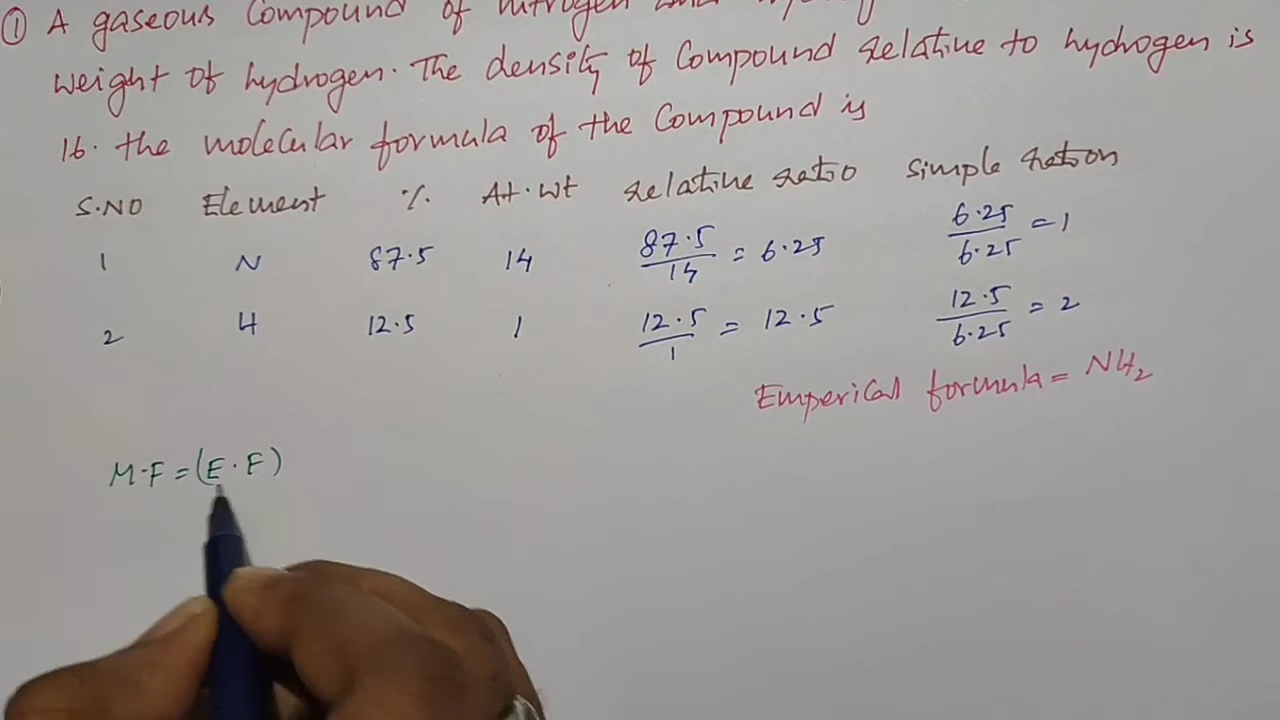 ① A gaseous Compound of nitrogen and
weight of hydrogen. The density of Compound relative to hydrogen is
16. the molecular formula of the Compound is
S.NO Element % At.Wt relative ratio simple ration
1 N 87.5 14 87.5/14 = 6.25 6.25/6.25 = 1
2 H 12.5 1 12.5/1 = 12.5 12.5/6.25 = 2
Emperical formula = NH₂
M.F = (E.F)